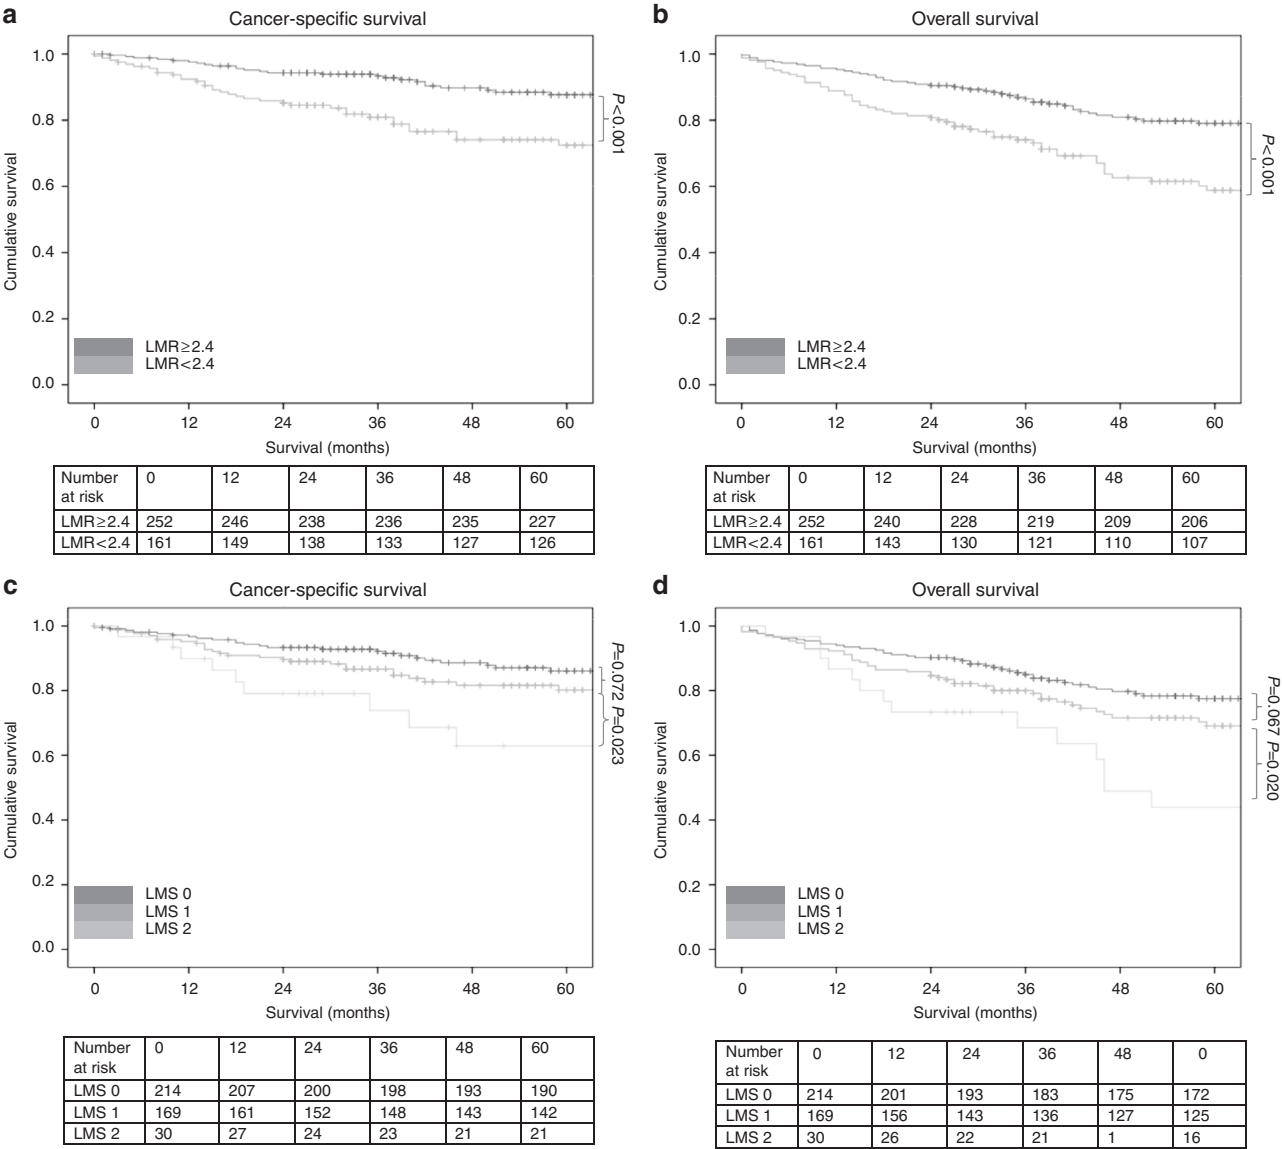 a
Cancer-specific survival
1.0
0.8
0.6
0.4
0.2
0.0
Cumulative survival
P<0.001
LMR≥2.4
LMR<2.4
0 12 24 36 48 60
Survival (months)
Number at risk 0 12 24 36 48 60
LMR≥2.4 252 246 238 236 235 227
LMR<2.4 161 149 138 133 127 126
b
Overall survival
1.0
0.8
0.6
0.4
0.2
0.0
Cumulative survival
P<0.001
LMR≥2.4
LMR<2.4
0 12 24 36 48 60
Survival (months)
Number at risk 0 12 24 36 48 60
LMR≥2.4 252 240 228 219 209 206
LMR<2.4 161 143 130 121 110 107
c
Cancer-specific survival
1.0
0.8
0.6
0.4
0.2
0.0
Cumulative survival
P=0.072 P=0.023
LMS 0
LMS 1
LMS 2
0 12 24 36 48 60
Survival (months)
Number at risk 0 12 24 36 48 60
LMS 0 214 207 200 198 193 190
LMS 1 169 161 152 148 143 142
LMS 2 30 27 24 23 21 21
d
Overall survival
1.0
0.8
0.6
0.4
0.2
0.0
Cumulative survival
P=0.067 P=0.020
LMS 0
LMS 1
LMS 2
0 12 24 36 48 60
Survival (months)
Number at risk 0 12 24 36 48 0
LMS 0 214 201 193 183 175 172
LMS 1 169 156 143 136 127 125
LMS 2 30 26 22 21 1 16